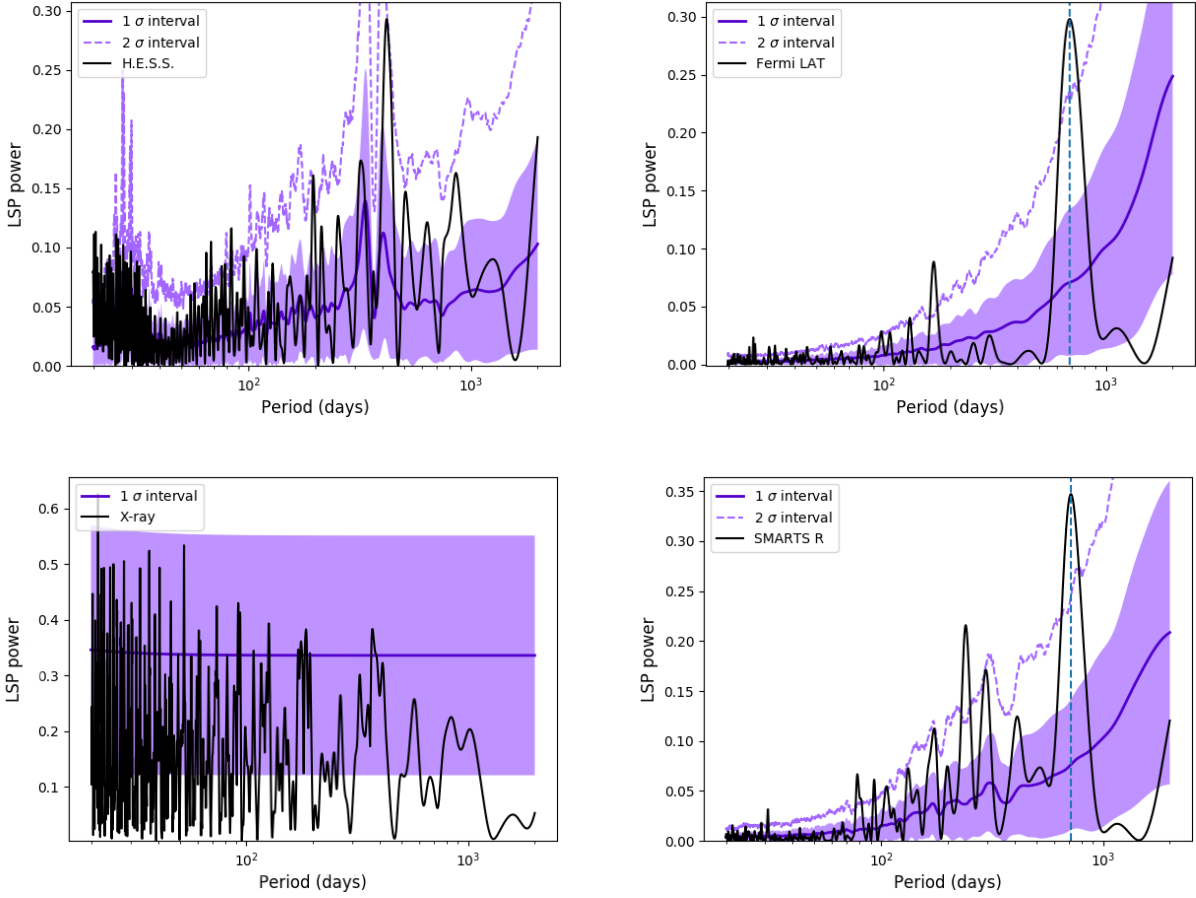 LSP power
0.30
0.25
0.20
0.15
0.10
0.05
0.00
1 σ interval
2 σ interval
H.E.S.S.
10²
10³
Period (days)
LSP power
0.30
0.25
0.20
0.15
0.10
0.05
0.00
1 σ interval
2 σ interval
Fermi LAT
10²
10³
Period (days)
LSP power
0.6
0.5
0.4
0.3
0.2
0.1
1 σ interval
X-ray
10²
10³
Period (days)
LSP power
0.35
0.30
0.25
0.20
0.15
0.10
0.05
0.00
1 σ interval
2 σ interval
SMARTS R
10²
10³
Period (days)